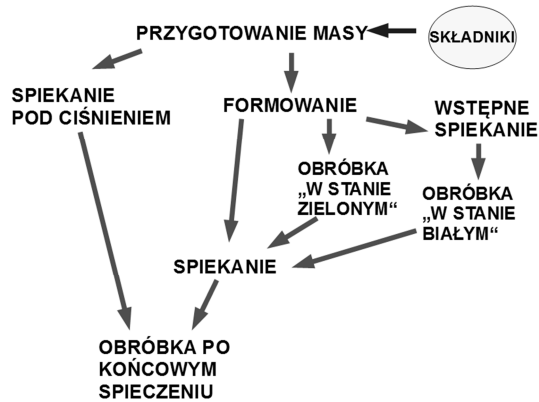 PRZYGOTOWANIE MASY
SKŁADNIKI
SPIEKANIE
POD CIŚNIENIEM
FORMOWANIE
WSTĘPNE
SPIEKANIE
OBRÓBKA
„W STANIE
ZIELONYM“
OBRÓBKA
„W STANIE
BIAŁYM“
SPIEKANIE
OBRÓBKA PO
KOŃCOWYM
SPIECZENIU